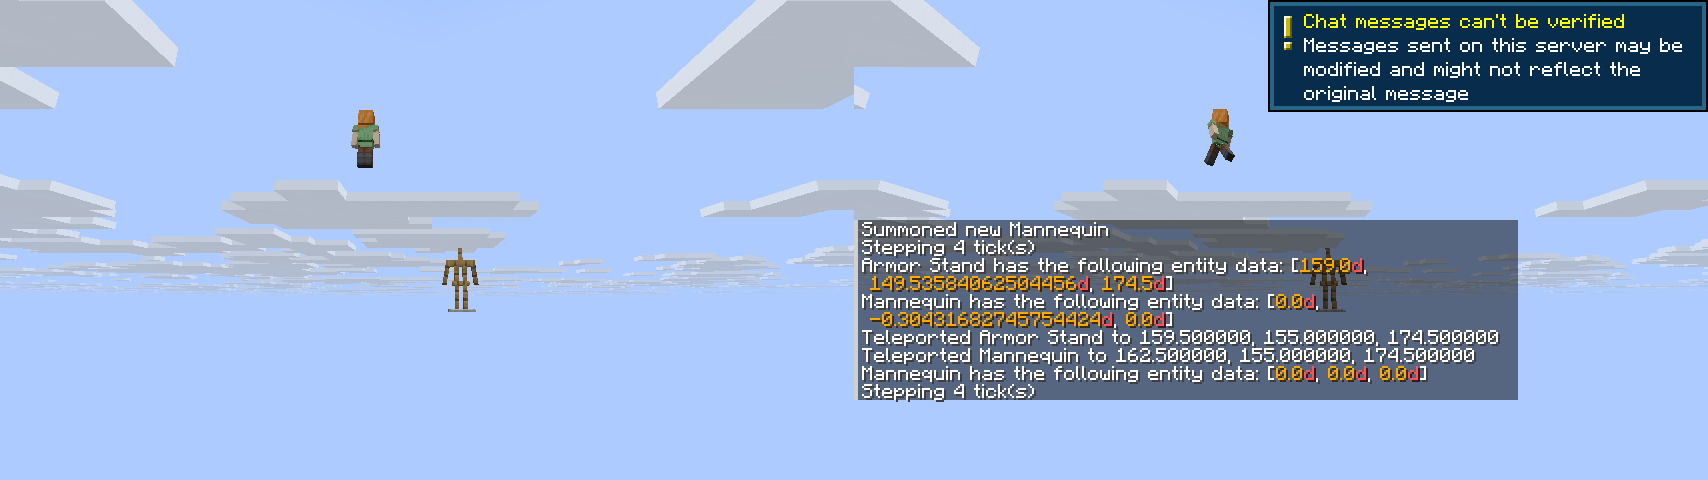 Chat messages can't be verified
Messages sent on this server may be
modified and might not reflect the
original message
Summoned new Mannequin
Stepping 4 tick(s)
Armor Stand has the following entity data: [159.0d,
149.53584062504456d, 174.5d]
Mannequin has the following entity data: [0.0d,
-0.30431682745754424d, 0.0d]
Teleported Armor Stand to 159.500000, 155.000000, 174.500000
Teleported Mannequin to 162.500000, 155.000000, 174.500000
Mannequin has the following entity data: [0.0d, 0.0d, 0.0d]
Stepping 4 tick(s)